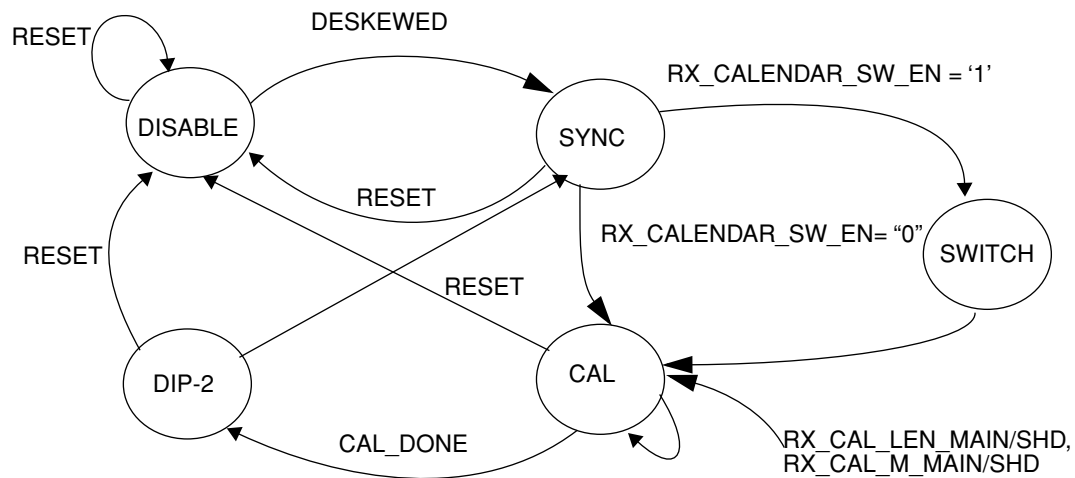 DESKEWED
RESET
RX_CALENDAR_SW_EN = ‘1’
DISABLE
SYNC
RESET
RX_CALENDAR_SW_EN= “0”
SWITCH
RESET
RESET
DIP-2
CAL
CAL_DONE
RX_CAL_LEN_MAIN/SHD,
RX_CAL_M_MAIN/SHD